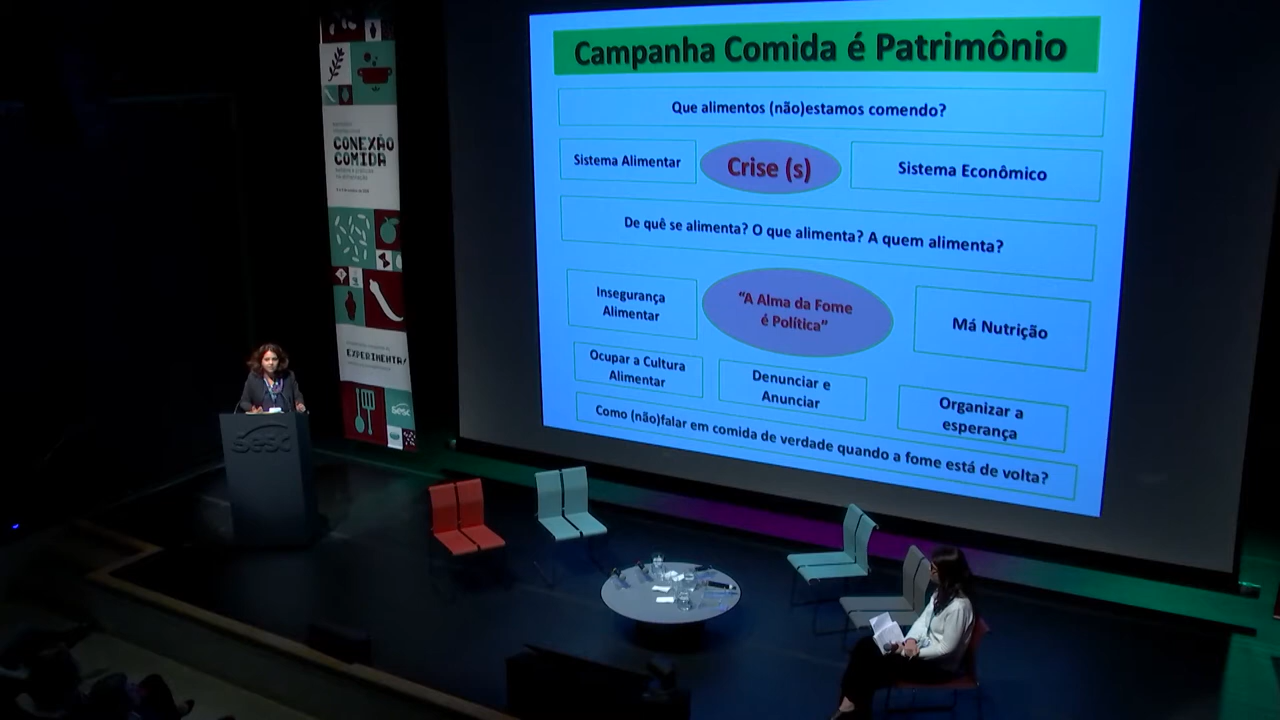 Campanha Comida é Patrimônio
Que alimentos (não)estamos comendo?
Sistema Alimentar
Crise (s)
Sistema Econômico
De quê se alimenta? O que alimenta? A quem alimenta?
Insegurança
Alimentar
“A Alma da Fome
é Política”
Má Nutrição
Ocupar a Cultura
Alimentar
Denunciar e
Anunciar
Organizar a
esperança
Como (não)falar em comida de verdade quando a fome está de volta?
CONEXÃO
COMIDA
EXPERIMENTA!
sesc
sesc